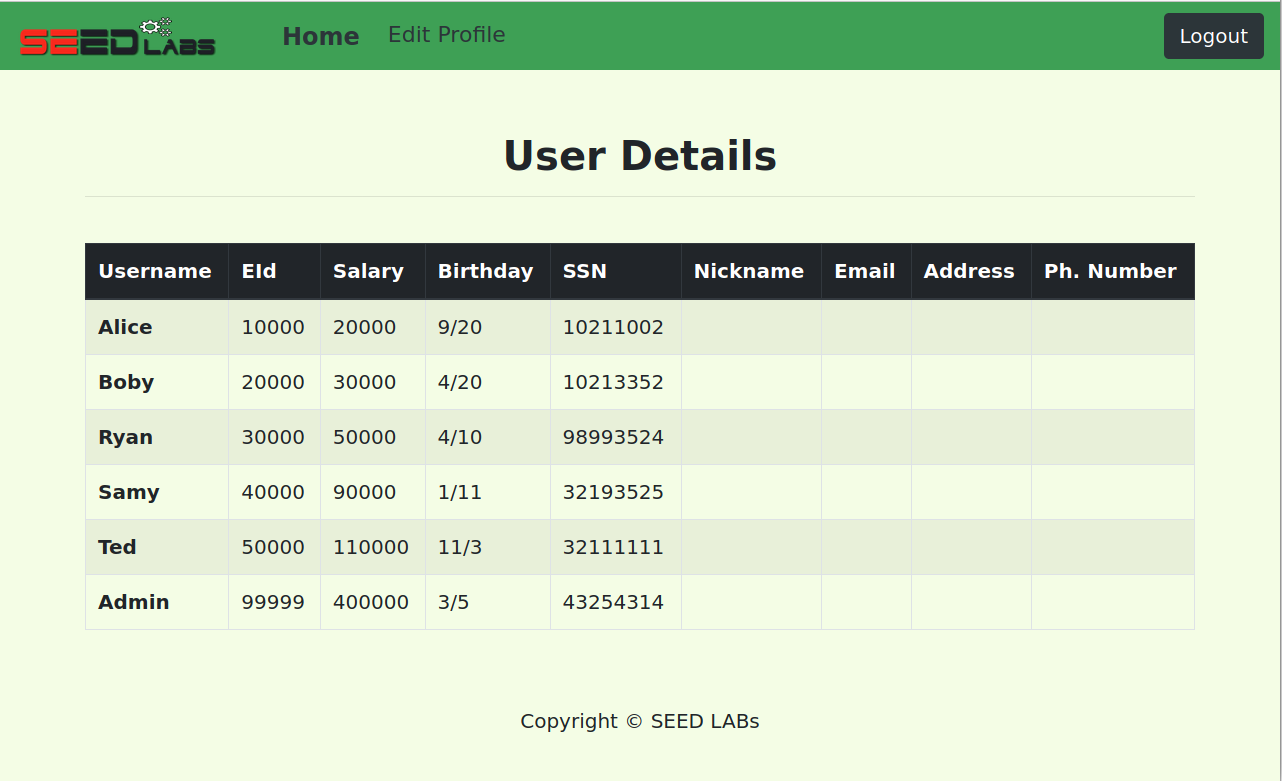 SEED LABS Home Edit Profile Logout
User Details
Username EId Salary Birthday SSN Nickname Email Address Ph. Number
Alice 10000 20000 9/20 10211002
Boby 20000 30000 4/20 10213352
Ryan 30000 50000 4/10 98993524
Samy 40000 90000 1/11 32193525
Ted 50000 110000 11/3 32111111
Admin 99999 400000 3/5 43254314
Copyright © SEED LABs